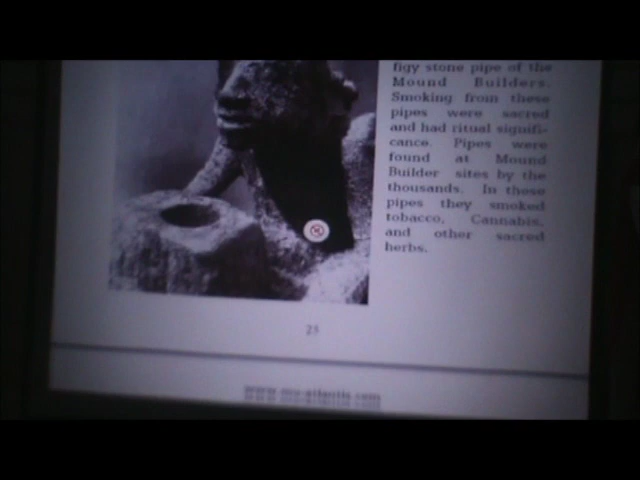 figy stone pipe of the
Mound Builders.
Smoking from these
pipes were sacred
and had ritual signifi-
cance. Pipes were
found at Mound
Builder sites by the
thousands. In these
pipes they smoked
tobacco, Cannabis,
and other sacred
herbs.